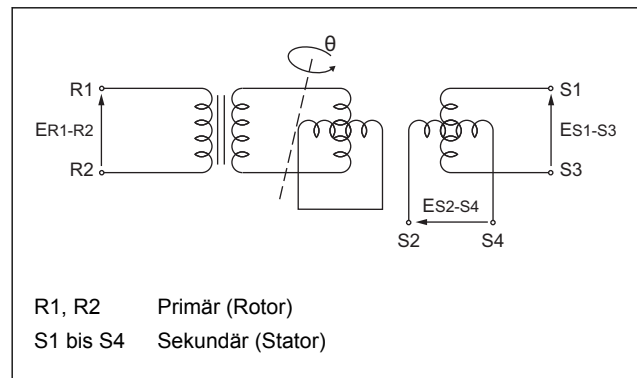 θ
R1
S1
ER1-R2
ES1-S3
R2
S3
ES2-S4
S2
S4
R1, R2 Primär (Rotor)
S1 bis S4 Sekundär (Stator)